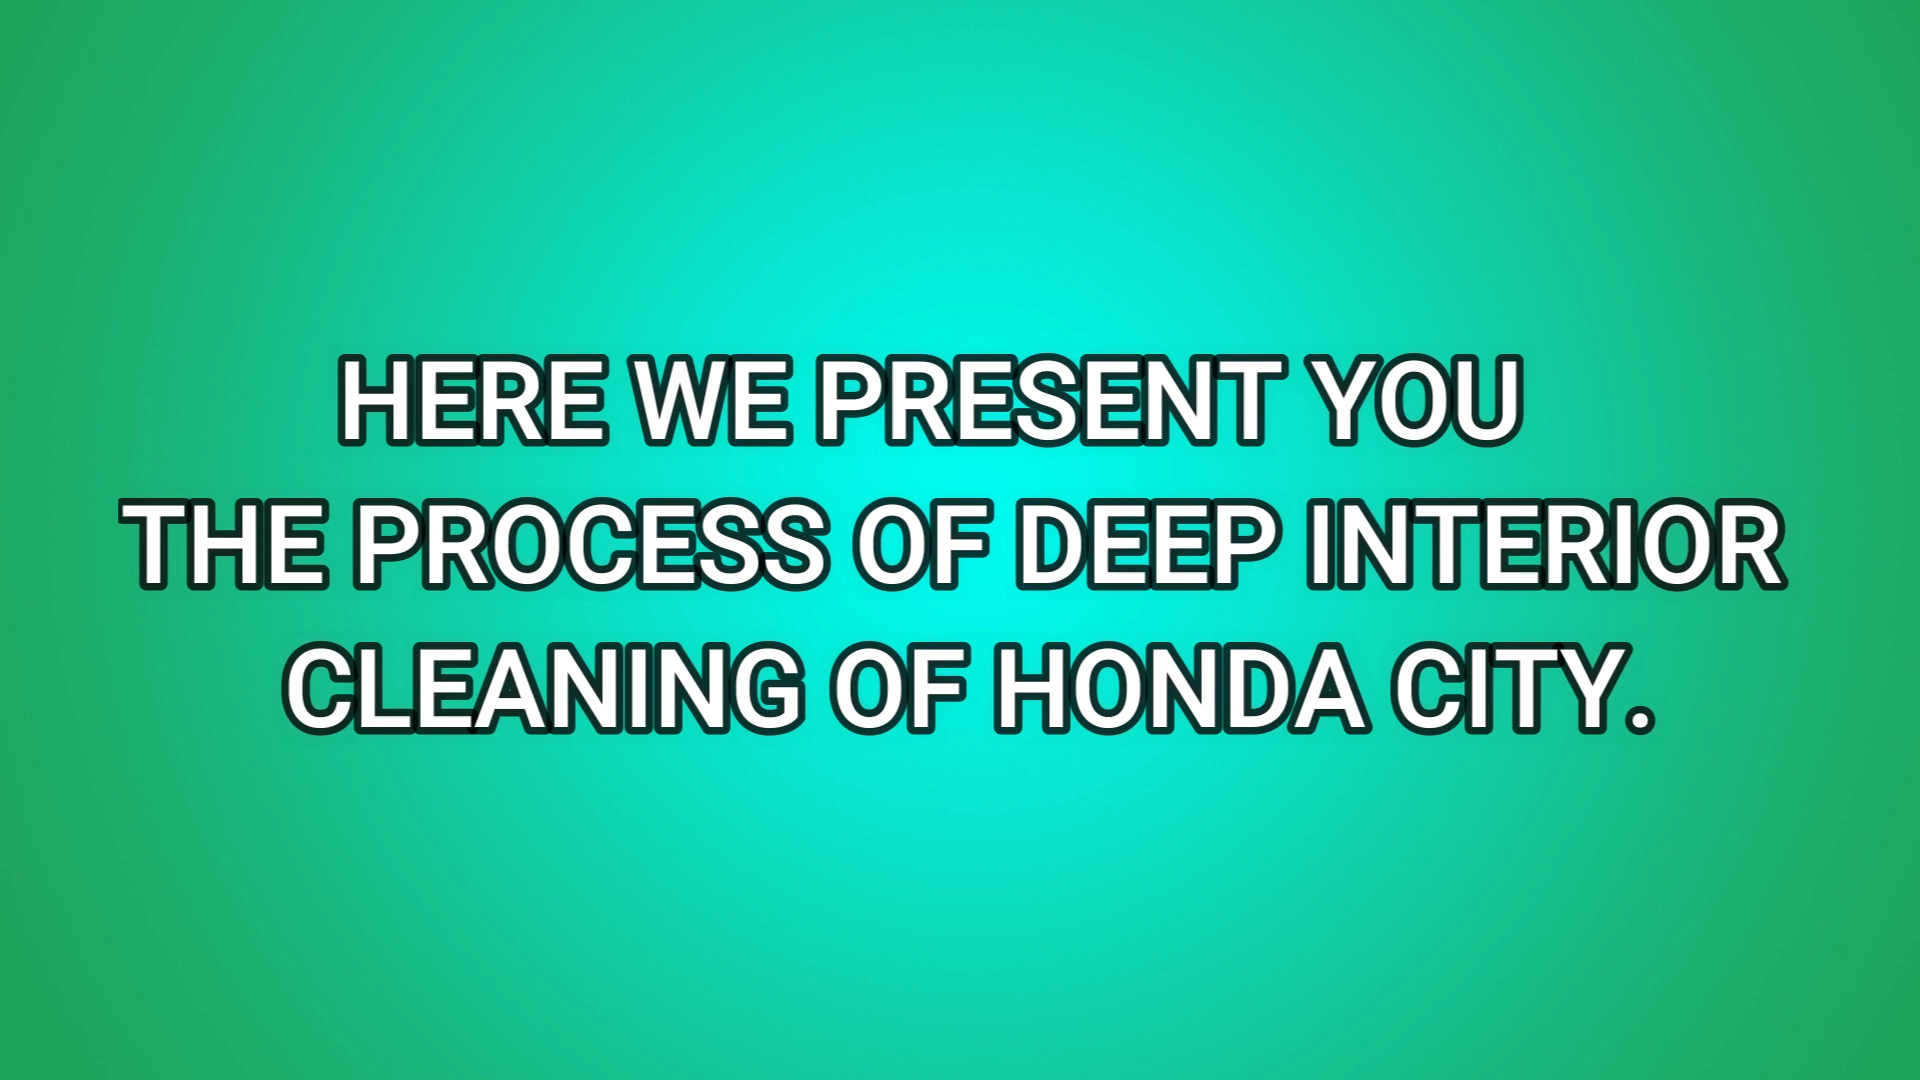 HERE WE PRESENT YOU
THE PROCESS OF DEEP INTERIOR
CLEANING OF HONDA CITY.